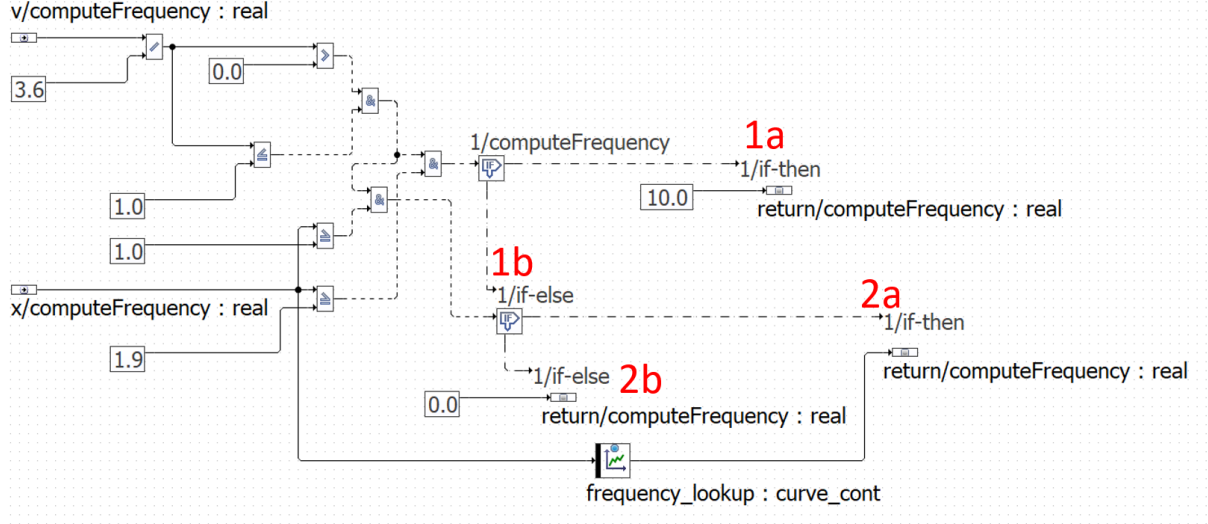 v/computeFrequency : real
3.6
0.0
>
&
≤
1.0
1/computeFrequency
&
IF
1a
1/if-then
10.0
return/computeFrequency : real
&
≥
1.0
1b
1/if-else
x/computeFrequency : real
≥
IF
2a
1/if-then
1.9
return/computeFrequency : real
1/if-else
2b
0.0
return/computeFrequency : real
frequency_lookup : curve_cont